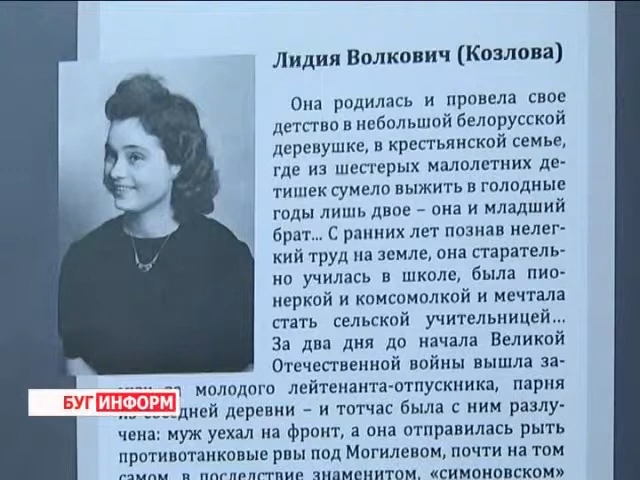 Лидия Волкович (Козлова)
Она родилась и провела свое
детство в небольшой белорусской
деревушке, в крестьянской семье,
где из шестерых малолетних де-
тишек сумело выжить в голодные
годы лишь двое – она и младший
брат... С ранних лет познав нелег-
кий труд на земле, она старатель-
но училась в школе, была пио-
неркой и комсомолкой и мечтала
стать сельской учительницей...
За два дня до начала Великой
Отечественной войны вышла за-
молодого лейтенанта-отпускника, парня
деревни – и тотчас была с ним разлу-
чена: муж уехал на фронт, а она отправилась рыть
противотанковые рвы под Могилевом, почти на том
самом, в последствие знаменитом, «симоновском»
БУГ ИНФОРМ